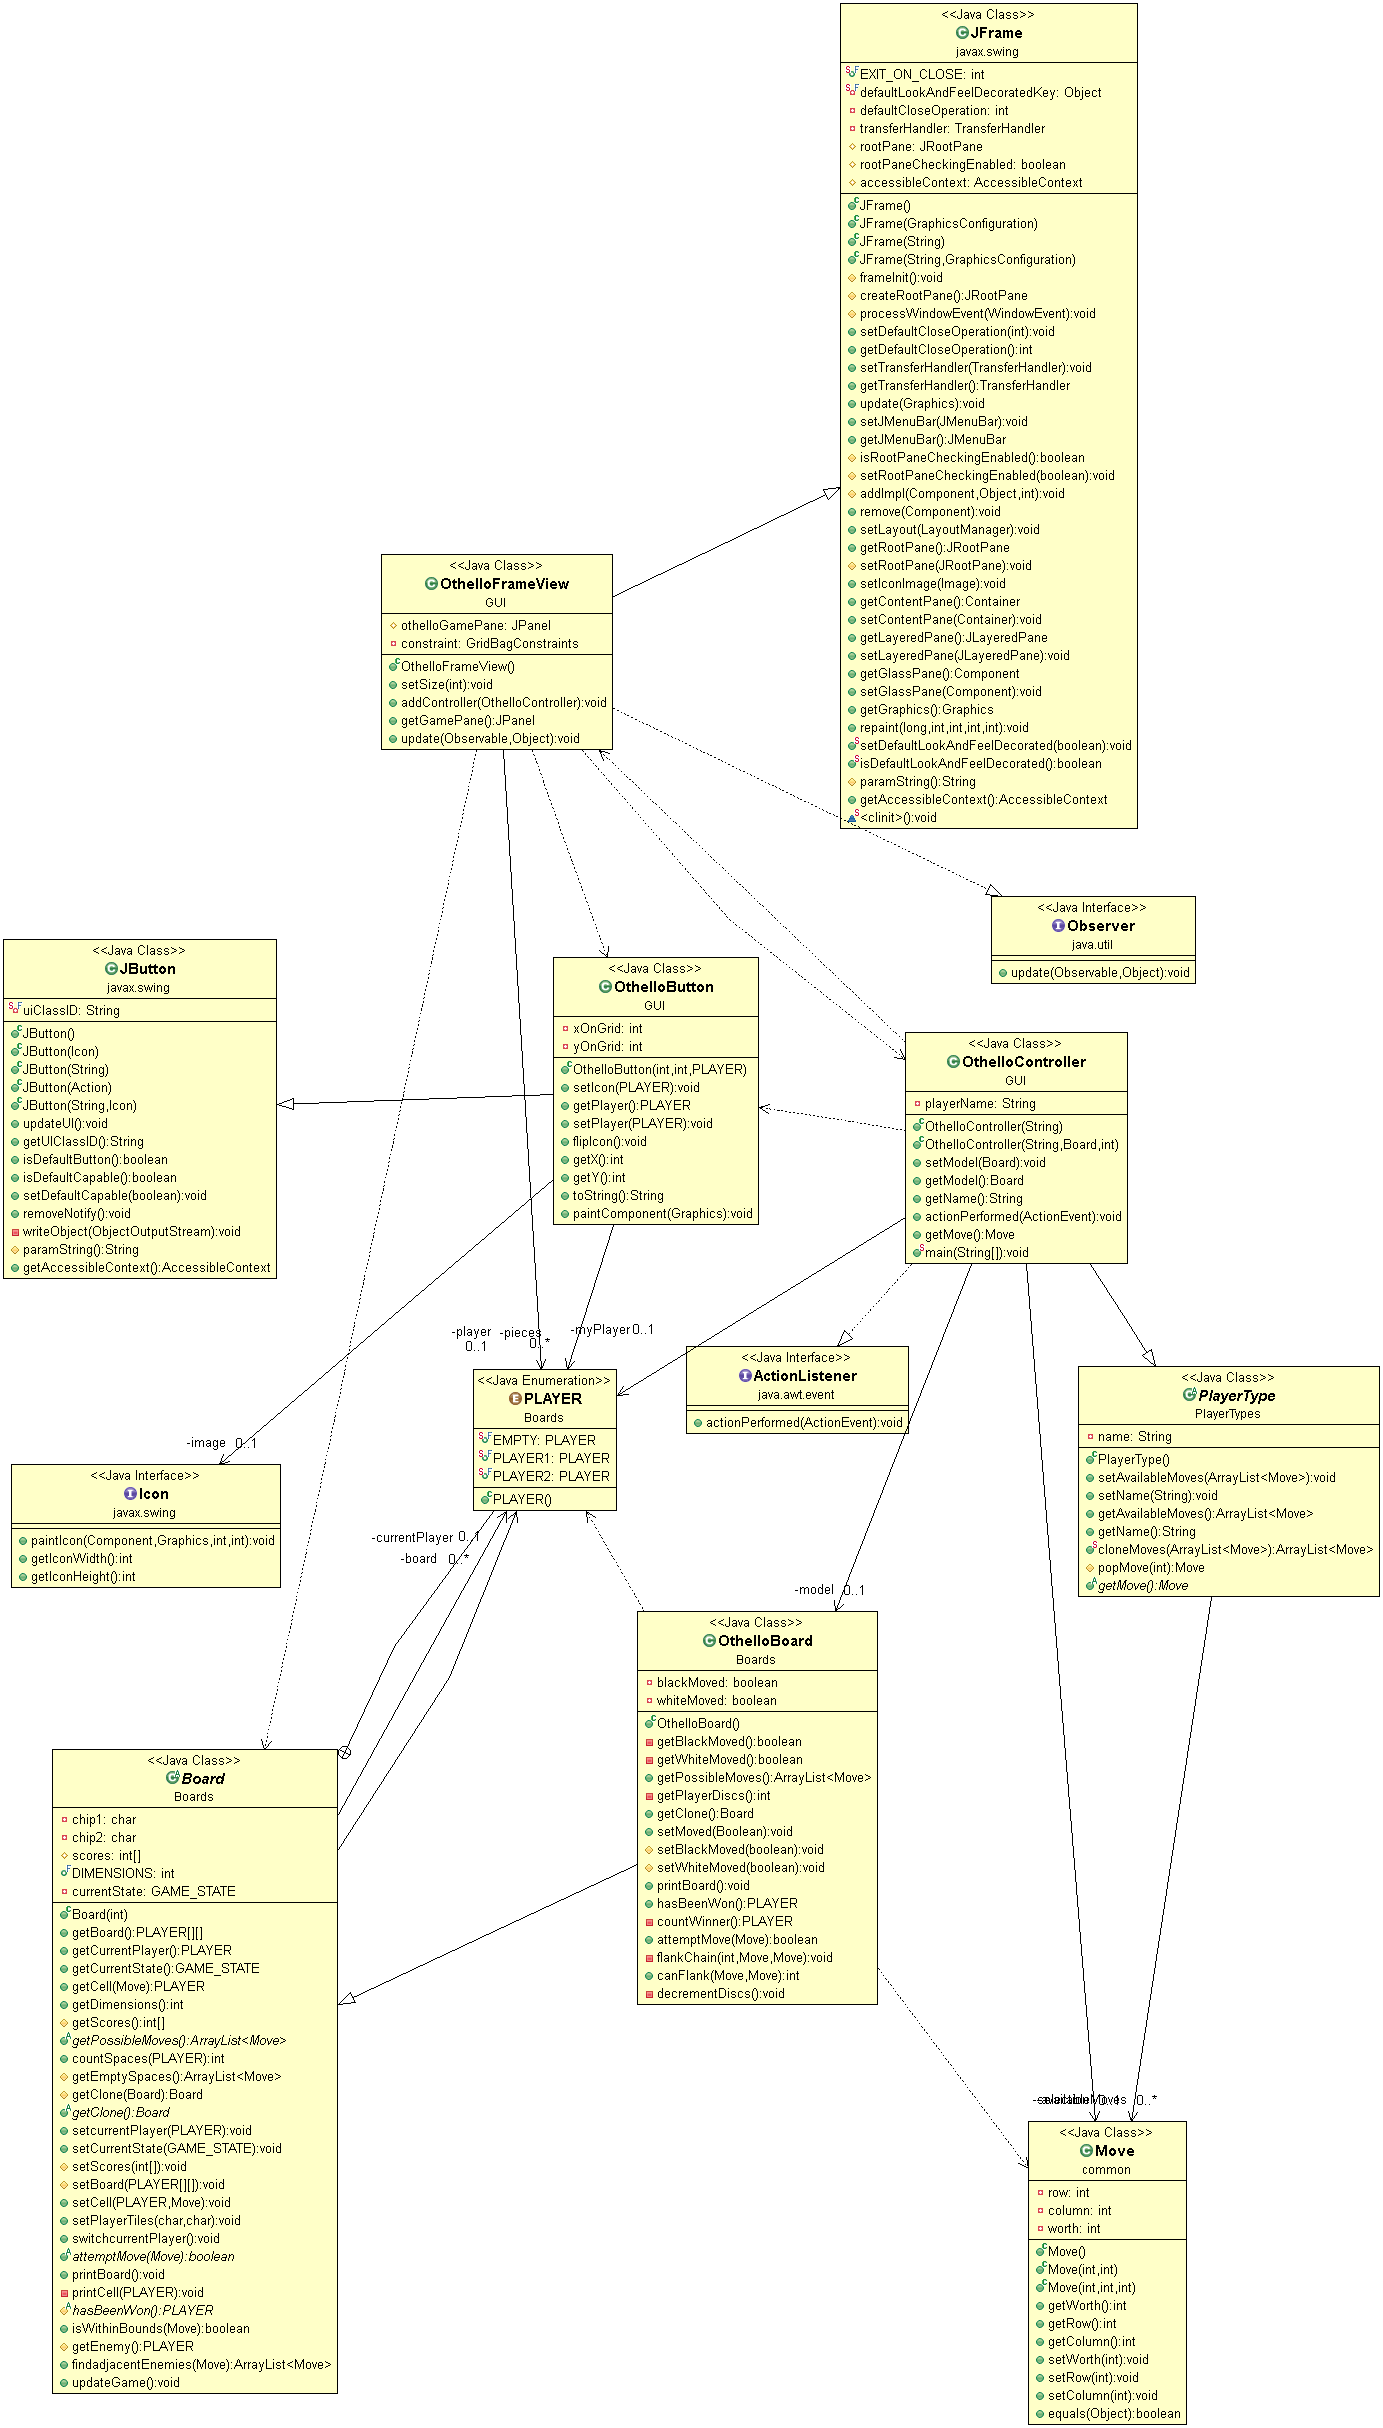 <<Java Class>>
JFrame
javax.swing
EXIT_ON_CLOSE: int
defaultLookAndFeelDecoratedKey: Object
defaultCloseOperation: int
transferHandler: TransferHandler
rootPane: JRootPane
rootPaneCheckingEnabled: boolean
accessibleContext: AccessibleContext
JFrame()
JFrame(GraphicsConfiguration)
JFrame(String)
JFrame(String,GraphicsConfiguration)
frameInit():void
createRootPane():JRootPane
processWindowEvent(WindowEvent):void
setDefaultCloseOperation(int):void
getDefaultCloseOperation():int
setTransferHandler(TransferHandler):void
getTransferHandler():TransferHandler
update(Graphics):void
setJMenuBar(JMenuBar):void
getJMenuBar():JMenuBar
isRootPaneCheckingEnabled():boolean
setRootPaneCheckingEnabled(boolean):void
addImpl(Component,Object,int):void
remove(Component):void
setLayout(LayoutManager):void
getRootPane():JRootPane
setRootPane(JRootPane):void
setIconImage(Image):void
getContentPane():Container
setContentPane(Container):void
getLayeredPane():JLayeredPane
setLayeredPane(JLayeredPane):void
getGlassPane():Component
setGlassPane(Component):void
getGraphics():Graphics
repaint(long,int,int,int,int):void
setDefaultLookAndFeelDecorated(boolean):void
isDefaultLookAndFeelDecorated():boolean
paramString():String
getAccessibleContext():AccessibleContext
<clinit>():void
<<Java Class>>
OthelloFrameView
GUI
othelloGamePane: JPanel
constraint: GridBagConstraints
OthelloFrameView()
setSize(int):void
addController(OthelloController):void
getGamePane():JPanel
update(Observable,Object):void
<<Java Interface>>
Observer
java.util
update(Observable,Object):void
<<Java Class>>
JButton
javax.swing
uiClassID: String
JButton()
JButton(Icon)
JButton(String)
JButton(Action)
JButton(String,Icon)
updateUI():void
getUIClassID():String
isDefaultButton():boolean
isDefaultCapable():boolean
setDefaultCapable(boolean):void
removeNotify():void
writeObject(ObjectOutputStream):void
paramString():String
getAccessibleContext():AccessibleContext
<<Java Class>>
OthelloButton
GUI
xOnGrid: int
yOnGrid: int
OthelloButton(int,int,PLAYER)
setIcon(PLAYER):void
getPlayer():PLAYER
setPlayer(PLAYER):void
flipIcon():void
getX():int
getY():int
toString():String
paintComponent(Graphics):void
<<Java Class>>
OthelloController
GUI
playerName: String
OthelloController(String)
OthelloController(String,Board,int)
setModel(Board):void
getModel():Board
getName():String
actionPerformed(ActionEvent):void
getMove():Move
main(String[]):void
-player
0..1
-pieces
0..*
-myPlayer 0..1
<<Java Enumeration>>
PLAYER
Boards
EMPTY: PLAYER
PLAYER1: PLAYER
PLAYER2: PLAYER
PLAYER()
<<Java Interface>>
ActionListener
java.awt.event
actionPerformed(ActionEvent):void
<<Java Class>>
PlayerType
PlayerTypes
name: String
PlayerType()
setAvailableMoves(ArrayList<Move>):void
setName(String):void
getAvailableMoves():ArrayList<Move>
getName():String
cloneMoves(ArrayList<Move>):ArrayList<Move>
popMove(int):Move
getMove():Move
-image 0..1
<<Java Interface>>
Icon
javax.swing
paintIcon(Component,Graphics,int,int):void
getIconWidth():int
getIconHeight():int
-currentPlayer 0..1
-board 0..*
-model 0..1
<<Java Class>>
OthelloBoard
Boards
blackMoved: boolean
whiteMoved: boolean
OthelloBoard()
getBlackMoved():boolean
getWhiteMoved():boolean
getPossibleMoves():ArrayList<Move>
getPlayerDiscs():int
getClone():Board
setMoved(Boolean):void
setBlackMoved(boolean):void
setWhiteMoved(boolean):void
printBoard():void
hasBeenWon():PLAYER
countWinner():PLAYER
attemptMove(Move):boolean
flankChain(int,Move,Move):void
canFlank(Move,Move):int
decrementDiscs():void
<<Java Class>>
Board
Boards
chip1: char
chip2: char
scores: int[]
DIMENSIONS: int
currentState: GAME_STATE
Board(int)
getBoard():PLAYER[][]
getCurrentPlayer():PLAYER
getCurrentState():GAME_STATE
getCell(Move):PLAYER
getDimensions():int
getScores():int[]
getPossibleMoves():ArrayList<Move>
countSpaces(PLAYER):int
getEmptySpaces():ArrayList<Move>
getClone(Board):Board
getClone():Board
setcurrentPlayer(PLAYER):void
setCurrentState(GAME_STATE):void
setScores(int[]):void
setBoard(PLAYER[][]):void
setCell(PLAYER,Move):void
setPlayerTiles(char,char):void
switchcurrentPlayer():void
attemptMove(Move):boolean
printBoard():void
printCell(PLAYER):void
hasBeenWon():PLAYER
isWithinBounds(Move):boolean
getEnemy():PLAYER
findadjacentEnemies(Move):ArrayList<Move>
updateGame():void
0..1
0..*
<<Java Class>>
Move
common
row: int
column: int
worth: int
Move()
Move(int,int)
Move(int,int,int)
getWorth():int
getRow():int
getColumn():int
setWorth(int):void
setRow(int):void
setColumn(int):void
equals(Object):boolean